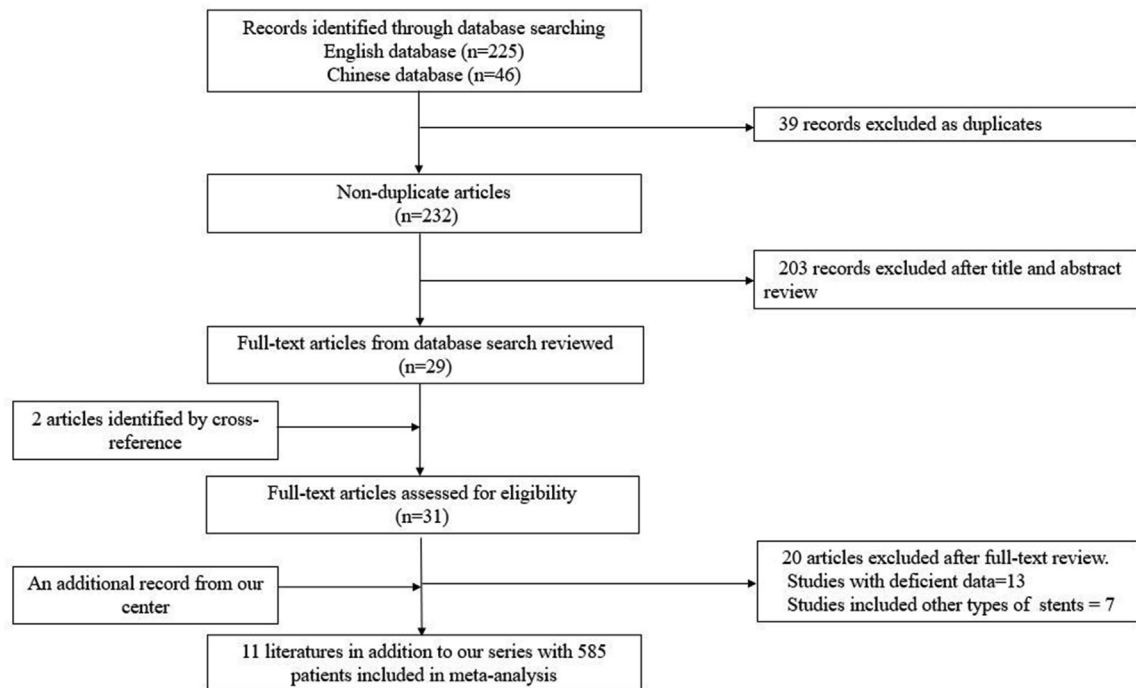 Records identified through database searching
English database (n=225)
Chinese database (n=46)
39 records excluded as duplicates
Non-duplicate articles
(n=232)
203 records excluded after title and abstract
review
Full-text articles from database search reviewed
(n=29)
2 articles identified by cross-
reference
Full-text articles assessed for eligibility
(n=31)
An additional record from our
center
20 articles excluded after full-text review.
Studies with deficient data=13
Studies included other types of stents = 7
11 literatures in addition to our series with 585
patients included in meta-analysis